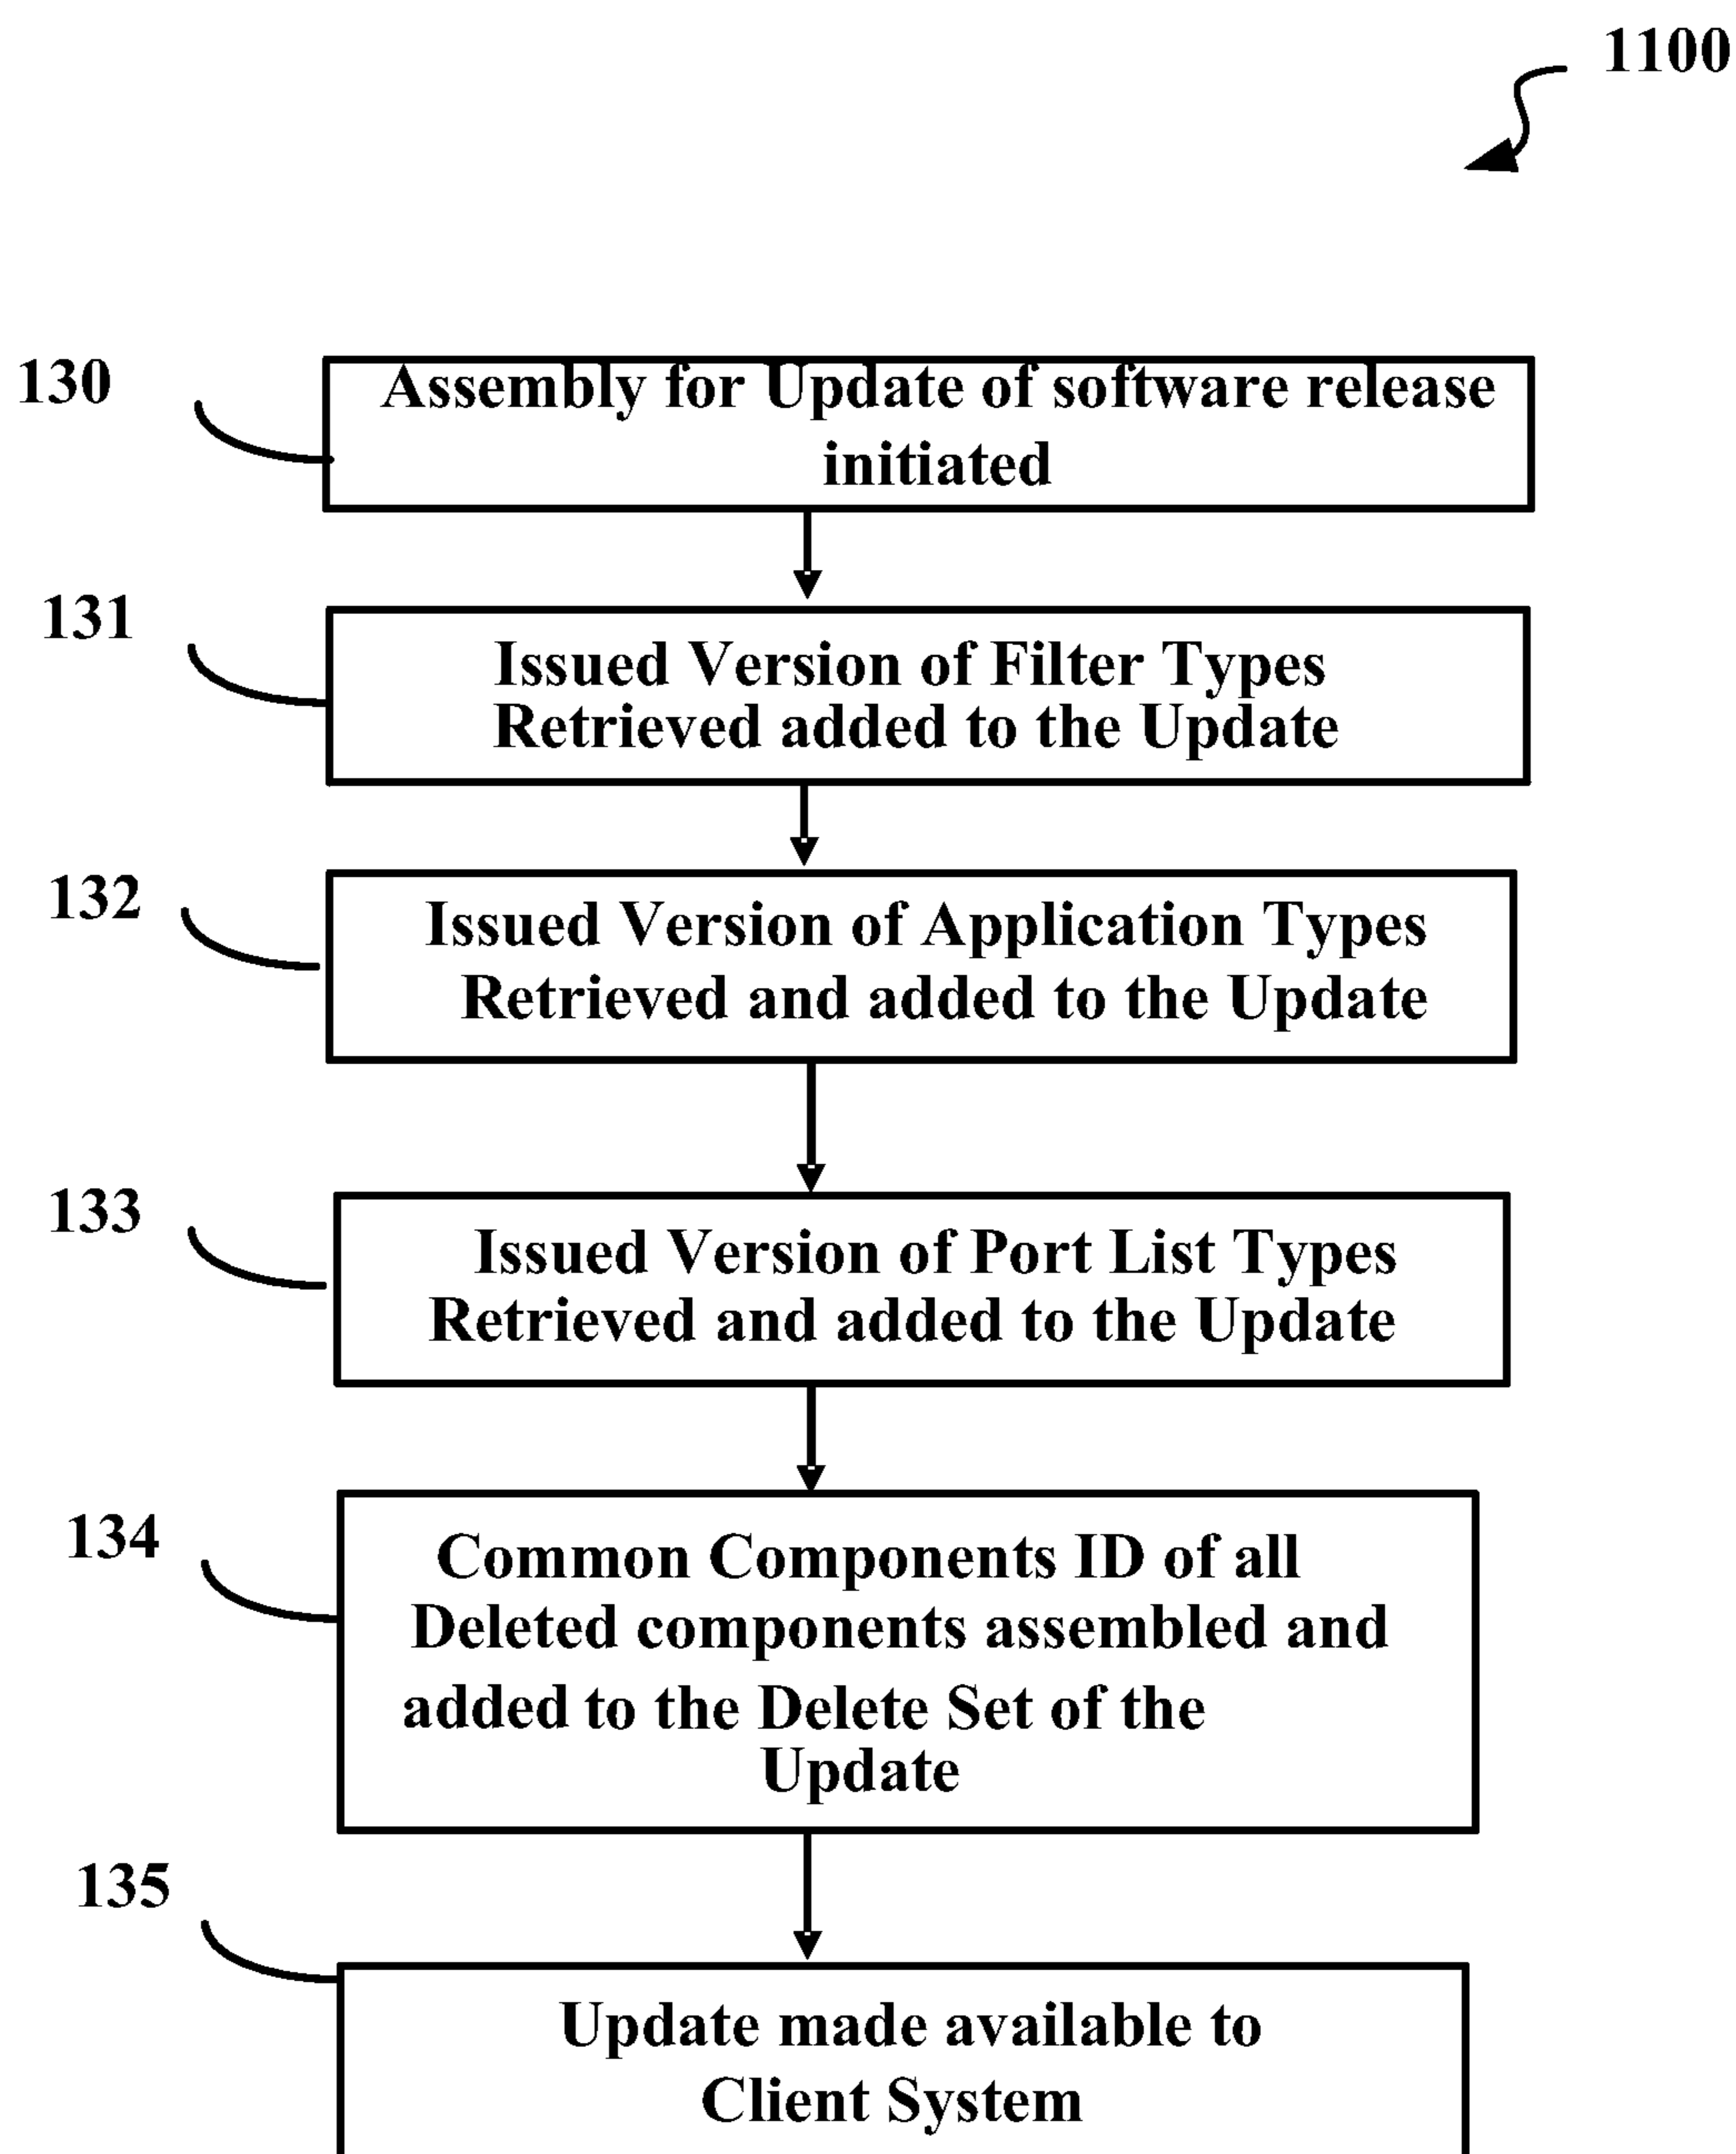 1100
130
Assembly for Update of software release
initiated
131
Issued Version of Filter Types
Retrieved added to the Update
132
Issued Version of Application Types
Retrieved and added to the Update
133
Issued Version of Port List Types
Retrieved and added to the Update
134
Common Components ID of all
Deleted components assembled and
added to the Delete Set of the
Update
135
Update made available to
Client System